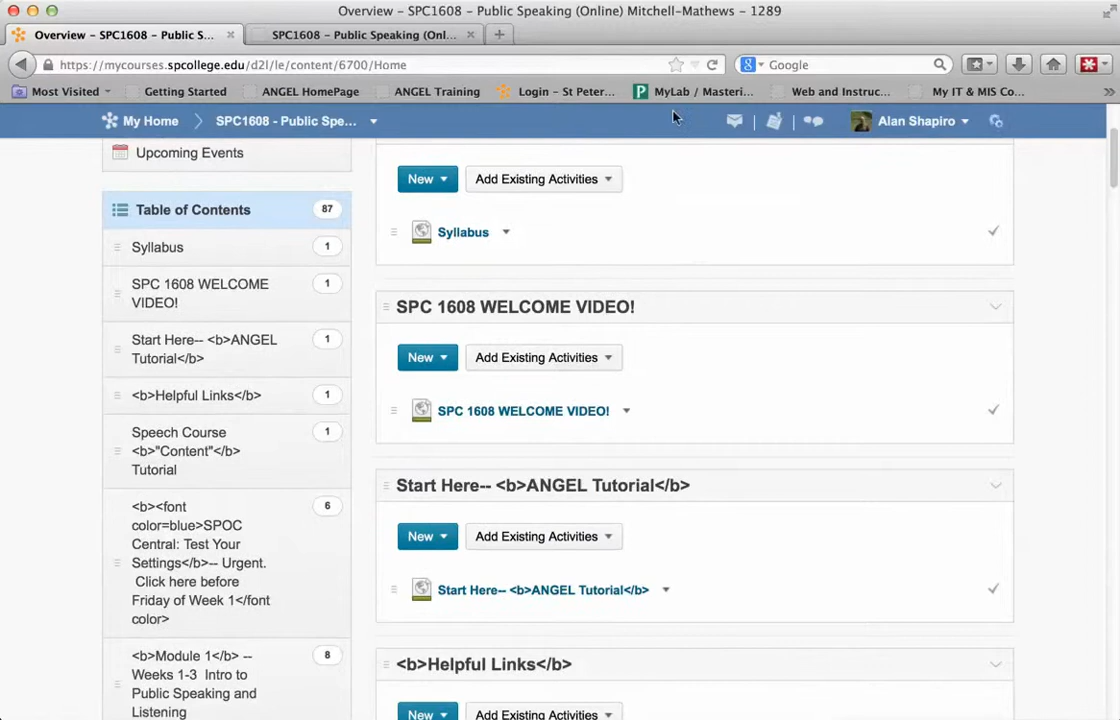 Overview – SPC1608 – Public Speaking (Online) Mitchell-Mathews – 1289
Overview – SPC1608 – Public S... SPC1608 – Public Speaking (Onl...
https://mycourses.spcollege.edu/d2l/le/content/6700/Home Google
Most Visited Getting Started ANGEL HomePage ANGEL Training Login – St Peter... MyLab / Masteri... Web and Instruc... My IT & MIS Co...
My Home SPC1608 - Public Spe... Alan Shapiro
Upcoming Events
Table of Contents 87
Syllabus 1
SPC 1608 WELCOME 1
VIDEO!
Start Here-- <b>ANGEL 1
Tutorial</b>
<b>Helpful Links</b> 1
Speech Course 1
<b>"Content"</b>
Tutorial
<b><font 6
color=blue>SPOC
Central: Test Your
Settings</b>-- Urgent.
Click here before
Friday of Week 1</font
color>
<b>Module 1</b> -- 8
Weeks 1-3 Intro to
Public Speaking and
Listening
New Add Existing Activities
Syllabus
SPC 1608 WELCOME VIDEO!
New Add Existing Activities
SPC 1608 WELCOME VIDEO!
Start Here-- <b>ANGEL Tutorial</b>
New Add Existing Activities
Start Here-- <b>ANGEL Tutorial</b>
<b>Helpful Links</b>
New Add Existing Activities